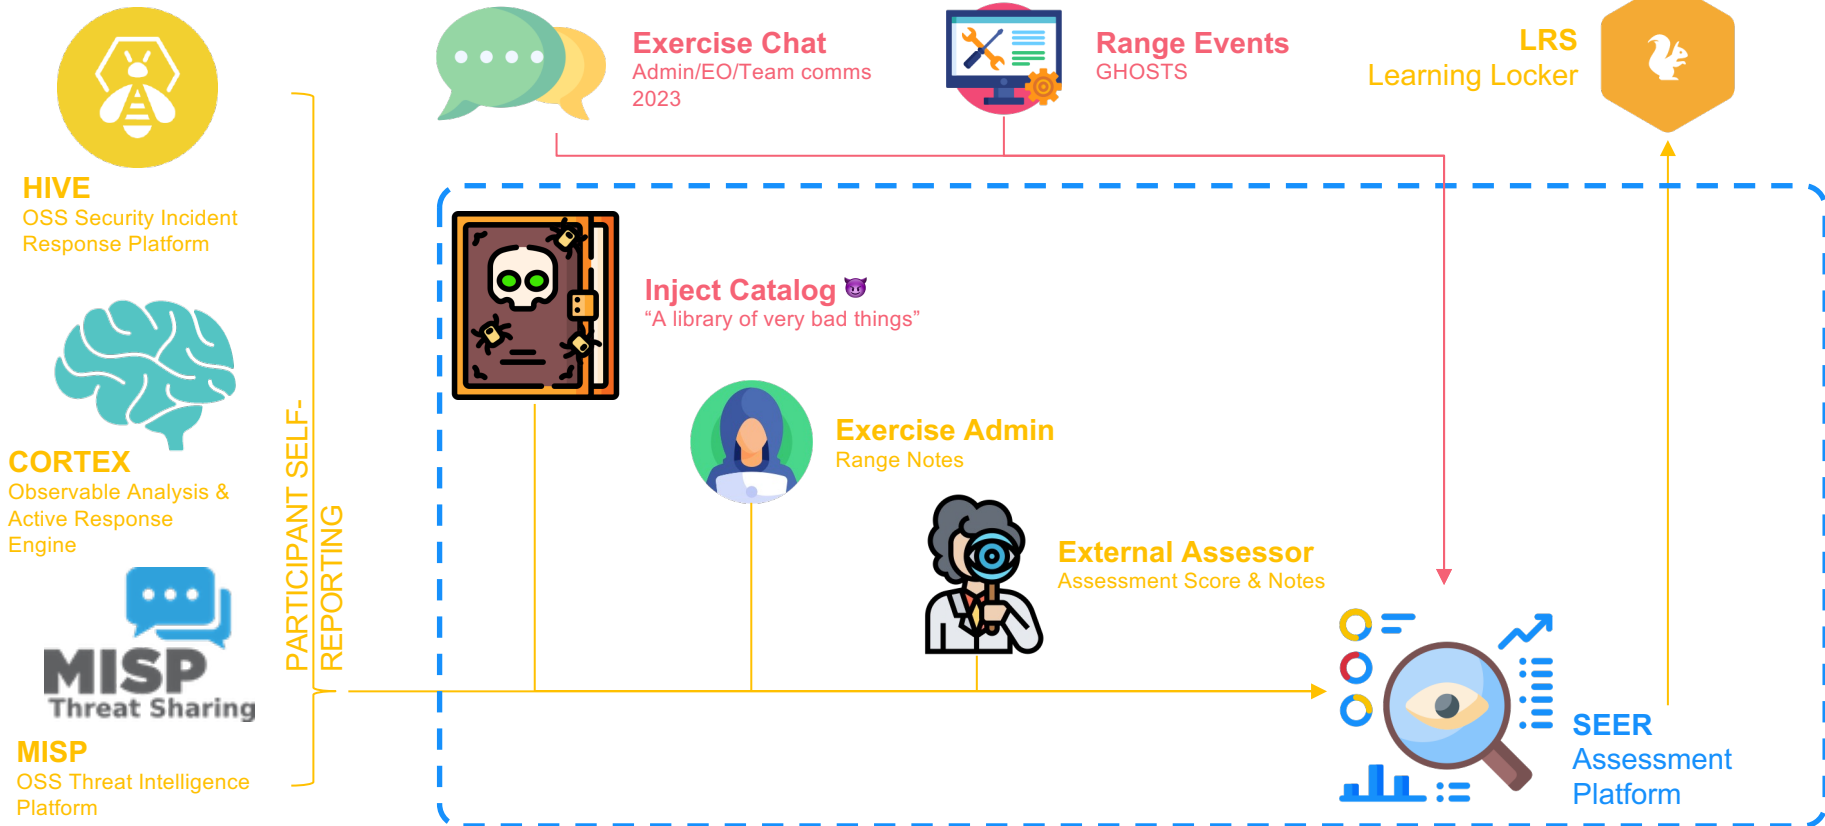 Exercise Chat
Admin/EO/Team comms
2023
Range Events
GHOSTS
LRS
Learning Locker
HIVE
OSS Security Incident
Response Platform
CORTEX
Observable Analysis &
Active Response
Engine
MISP
Threat Sharing
MISP
OSS Threat Intelligence
Platform
PARTICIPANT SELF-
REPORTING
Inject Catalog 😈
“A library of very bad things”
Exercise Admin
Range Notes
External Assessor
Assessment Score & Notes
SEER
Assessment
Platform